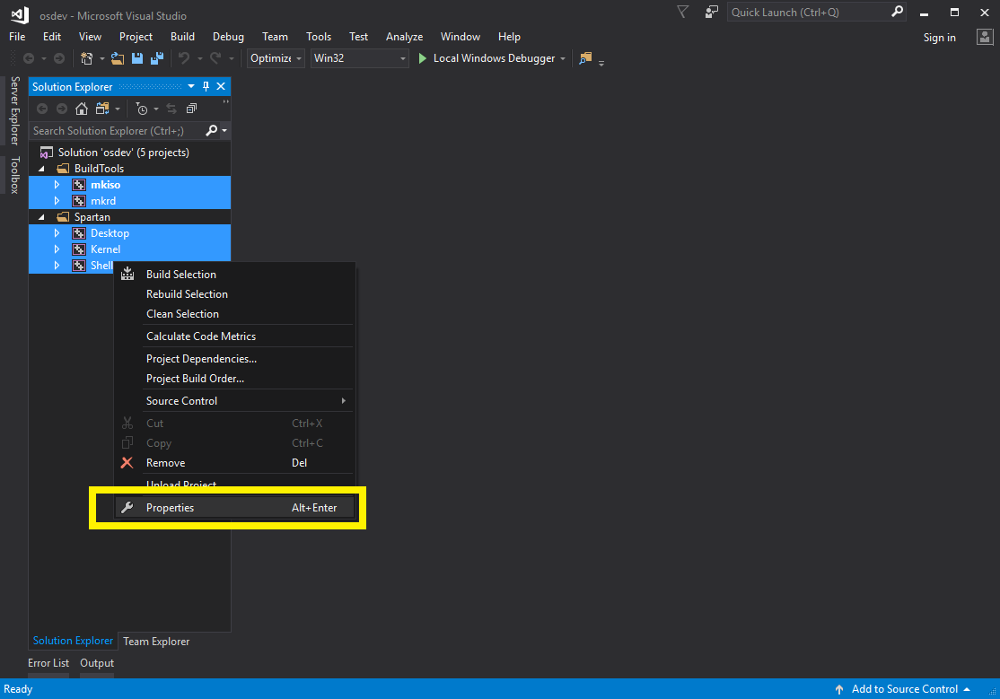 osdev - Microsoft Visual Studio
Quick Launch (Ctrl+Q)
File Edit View Project Build Debug Team Tools Test Analyze Window Help
Sign in
Optimize Win32 Local Windows Debugger
Server Explorer
Toolbox
Solution Explorer
Search Solution Explorer (Ctrl+;)
Solution 'osdev' (5 projects)
BuildTools
mkiso
mkrd
Spartan
Desktop
Kernel
Shell
Build Selection
Rebuild Selection
Clean Selection
Calculate Code Metrics
Project Dependencies...
Project Build Order...
Source Control
Cut Ctrl+X
Copy Ctrl+C
Remove Del
Unload Project
Properties Alt+Enter
Solution Explorer Team Explorer
Error List Output
Ready Add to Source Control